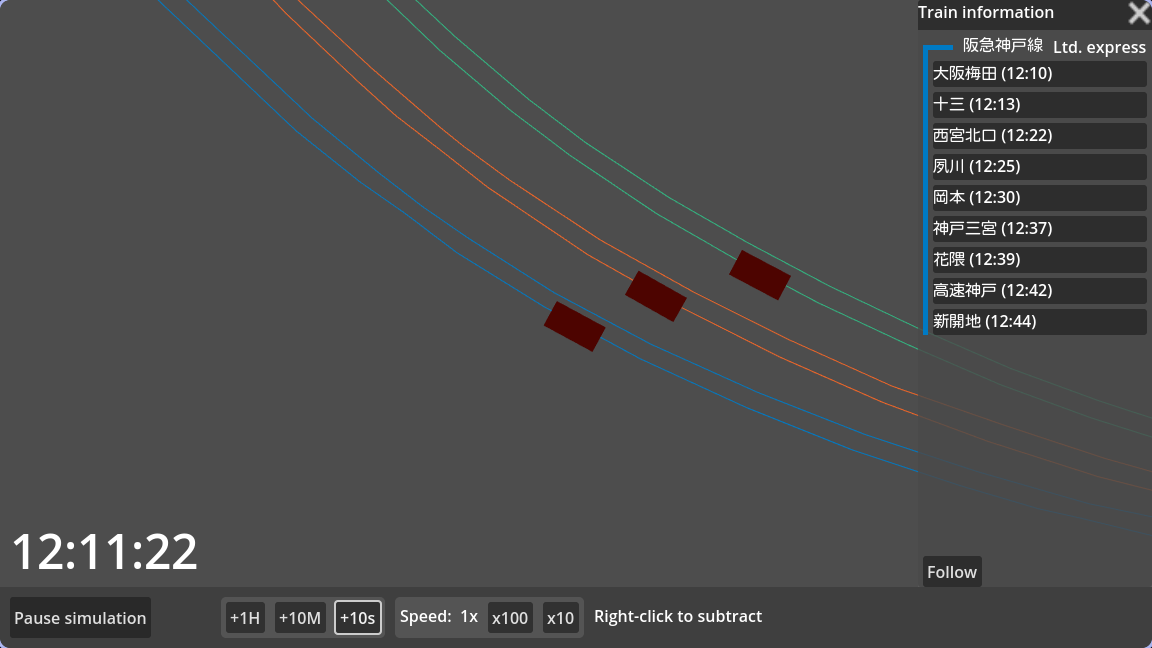 Train information
阪急神戸線 Ltd. express
大阪梅田 (12:10)
十三 (12:13)
西宮北口 (12:22)
夙川 (12:25)
岡本 (12:30)
神戸三宮 (12:37)
花隈 (12:39)
高速神戸 (12:42)
新開地 (12:44)
12:11:22
Follow
Pause simulation +1H +10M +10s Speed: 1x x100 x10 Right-click to subtract